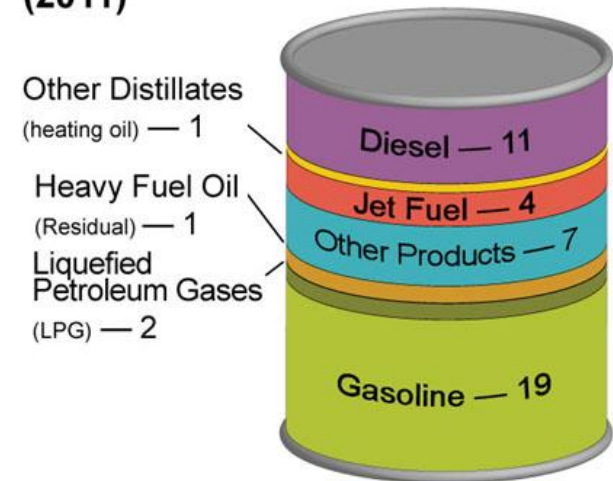 (2011)
Other Distillates
(heating oil) — 1
Heavy Fuel Oil
(Residual) — 1
Liquefied
Petroleum Gases
(LPG) — 2
Diesel — 11
Jet Fuel — 4
Other Products — 7
Gasoline — 19